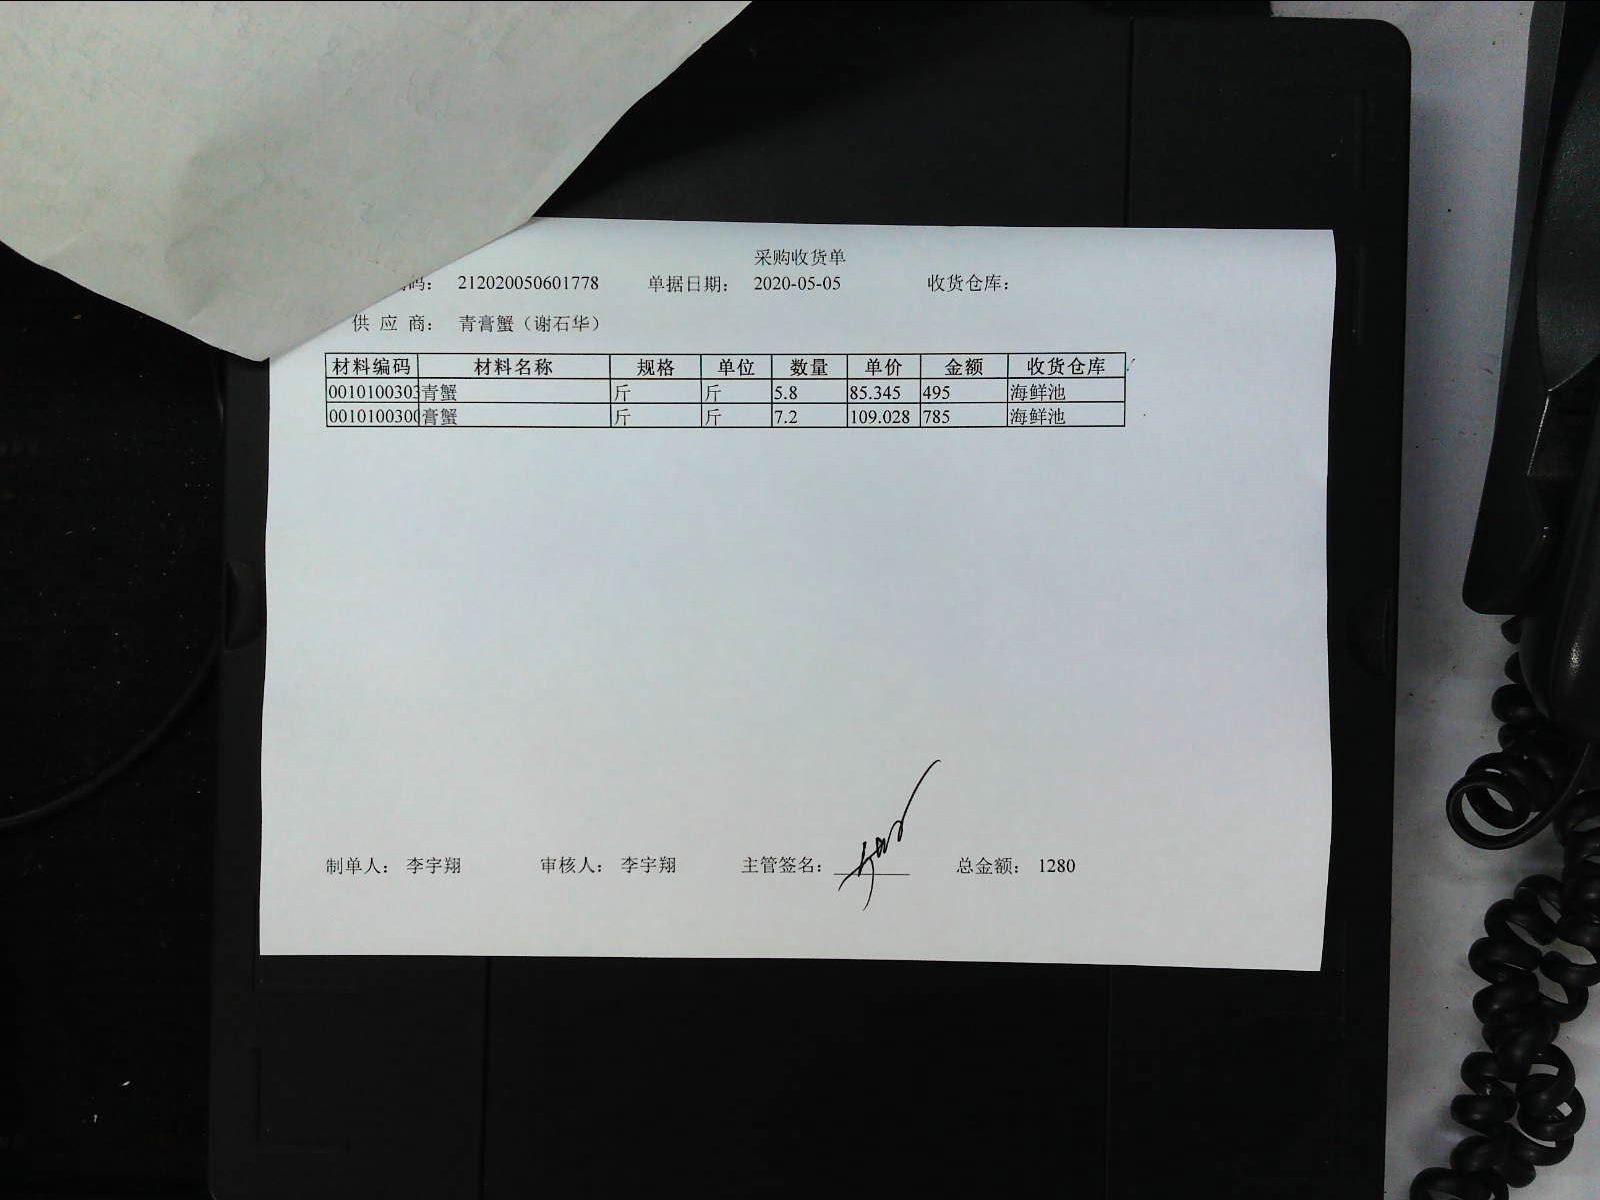 采购收货单
码： 212020050601778 单据日期： 2020-05-05 收货仓库：
供 应 商： 青膏蟹（谢石华）
材料编码 材料名称 规格 单位 数量 单价 金额 收货仓库
0010100303 青蟹 斤 斤 5.8 85.345 495 海鲜池
0010100300 膏蟹 斤 斤 7.2 109.028 785 海鲜池
制单人： 李宇翔 审核人： 李宇翔 主管签名： 总金额： 1280